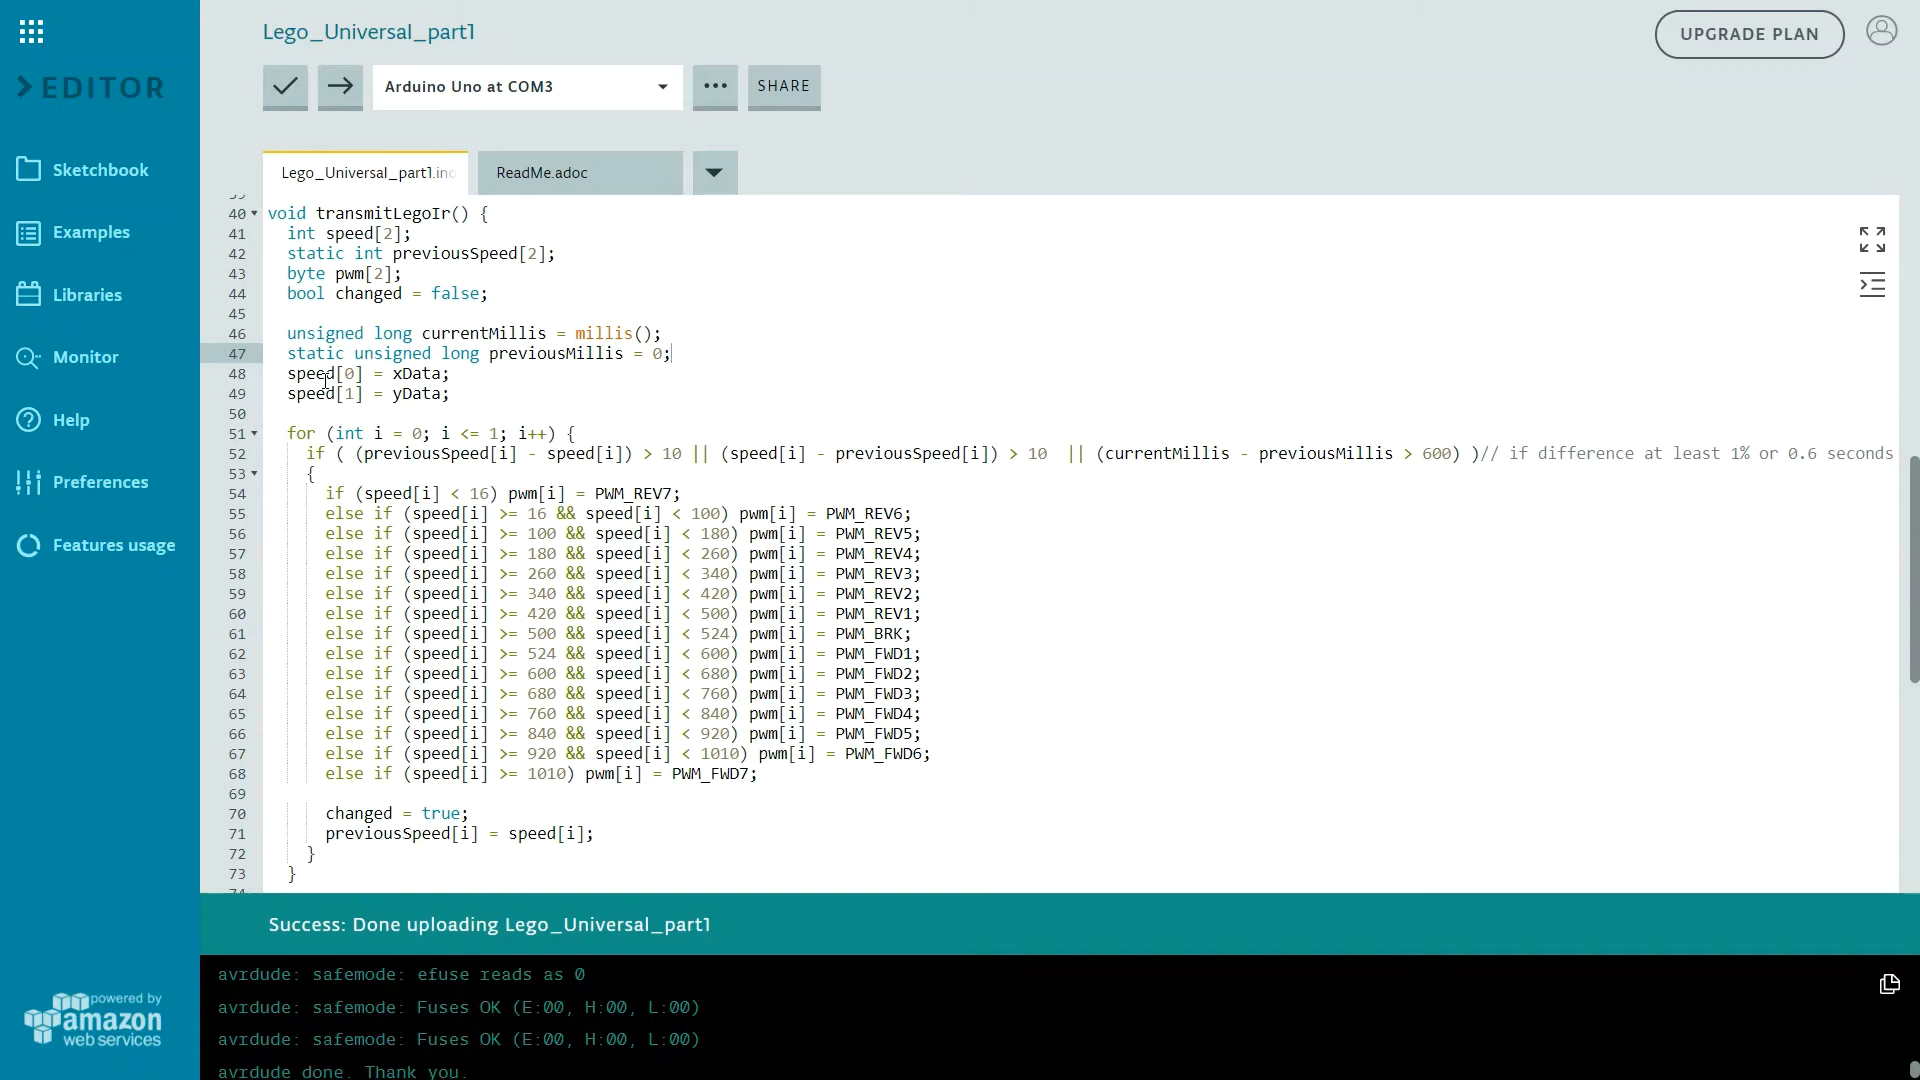 Lego_Universal_part1
UPGRADE PLAN
EDITOR
Arduino Uno at COM3
SHARE
Sketchbook
Examples
Libraries
Monitor
Help
Preferences
Features usage
powered by
amazon
web services
Lego_Universal_part1.ino
ReadMe.adoc
39
40 void transmitLegoIr() {
41 int speed[2];
42 static int previousSpeed[2];
43 byte pwm[2];
44 bool changed = false;
45
46 unsigned long currentMillis = millis();
47 static unsigned long previousMillis = 0;
48 speed[0] = xData;
49 speed[1] = yData;
50
51 for (int i = 0; i <= 1; i++) {
52 if ( (previousSpeed[i] - speed[i]) > 10 || (speed[i] - previousSpeed[i]) > 10  || (currentMillis - previousMillis > 600) )// if difference at least 1% or 0.6 seconds
53 {
54 if (speed[i] < 16) pwm[i] = PWM_REV7;
55 else if (speed[i] >= 16 && speed[i] < 100) pwm[i] = PWM_REV6;
56 else if (speed[i] >= 100 && speed[i] < 180) pwm[i] = PWM_REV5;
57 else if (speed[i] >= 180 && speed[i] < 260) pwm[i] = PWM_REV4;
58 else if (speed[i] >= 260 && speed[i] < 340) pwm[i] = PWM_REV3;
59 else if (speed[i] >= 340 && speed[i] < 420) pwm[i] = PWM_REV2;
60 else if (speed[i] >= 420 && speed[i] < 500) pwm[i] = PWM_REV1;
61 else if (speed[i] >= 500 && speed[i] < 524) pwm[i] = PWM_BRK;
62 else if (speed[i] >= 524 && speed[i] < 600) pwm[i] = PWM_FWD1;
63 else if (speed[i] >= 600 && speed[i] < 680) pwm[i] = PWM_FWD2;
64 else if (speed[i] >= 680 && speed[i] < 760) pwm[i] = PWM_FWD3;
65 else if (speed[i] >= 760 && speed[i] < 840) pwm[i] = PWM_FWD4;
66 else if (speed[i] >= 840 && speed[i] < 920) pwm[i] = PWM_FWD5;
67 else if (speed[i] >= 920 && speed[i] < 1010) pwm[i] = PWM_FWD6;
68 else if (speed[i] >= 1010) pwm[i] = PWM_FWD7;
69
70 changed = true;
71 previousSpeed[i] = speed[i];
72 }
73 }
74
Success: Done uploading Lego_Universal_part1
avrdude: safemode: efuse reads as 0
avrdude: safemode: Fuses OK (E:00, H:00, L:00)
avrdude: safemode: Fuses OK (E:00, H:00, L:00)
avrdude done. Thank you.